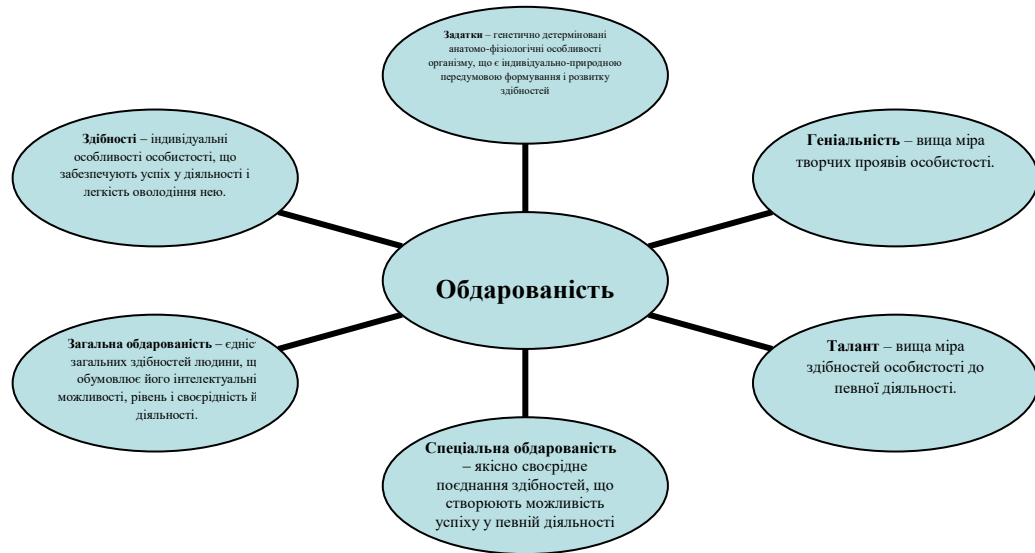 Задатки – генетично детерміновані
анатомо-фізіологічні особливості
організму, що є індивідуально-природною
передумовою формування і розвитку
здібностей
Здібності – індивідуальні
особливості особистості, що
забезпечують успіх у діяльності і
легкість оволодіння нею.
Геніальність – вища міра
творчих проявів особистості.
Обдарованість
Загальна обдарованість – єдніс
загальних здібностей людини, щ
обумовлює його інтелектуальні
можливості, рівень і своєрідність й
діяльності.
Талант – вища міра
здібностей особистості до
певної діяльності.
Спеціальна обдарованість
– якісно своєрідне
поєднання здібностей, що
створюють можливість
успіху у певній діяльності